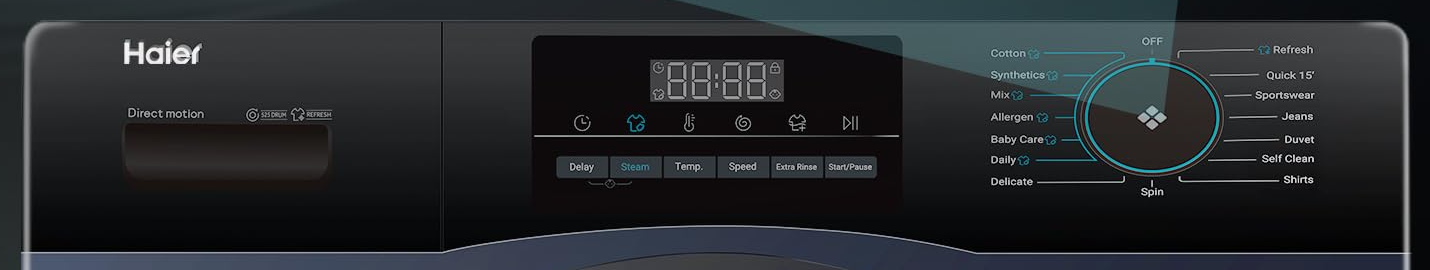 Haier
Direct motion
525 DRUM
REFRESH
88:88
Delay
Steam
Temp.
Speed
Extra Rinse
Start/Pause
OFF
Cotton
Synthetics
Mix
Allergen
Baby Care
Daily
Delicate
Spin
Refresh
Quick 15'
Sportswear
Jeans
Duvet
Self Clean
Shirts